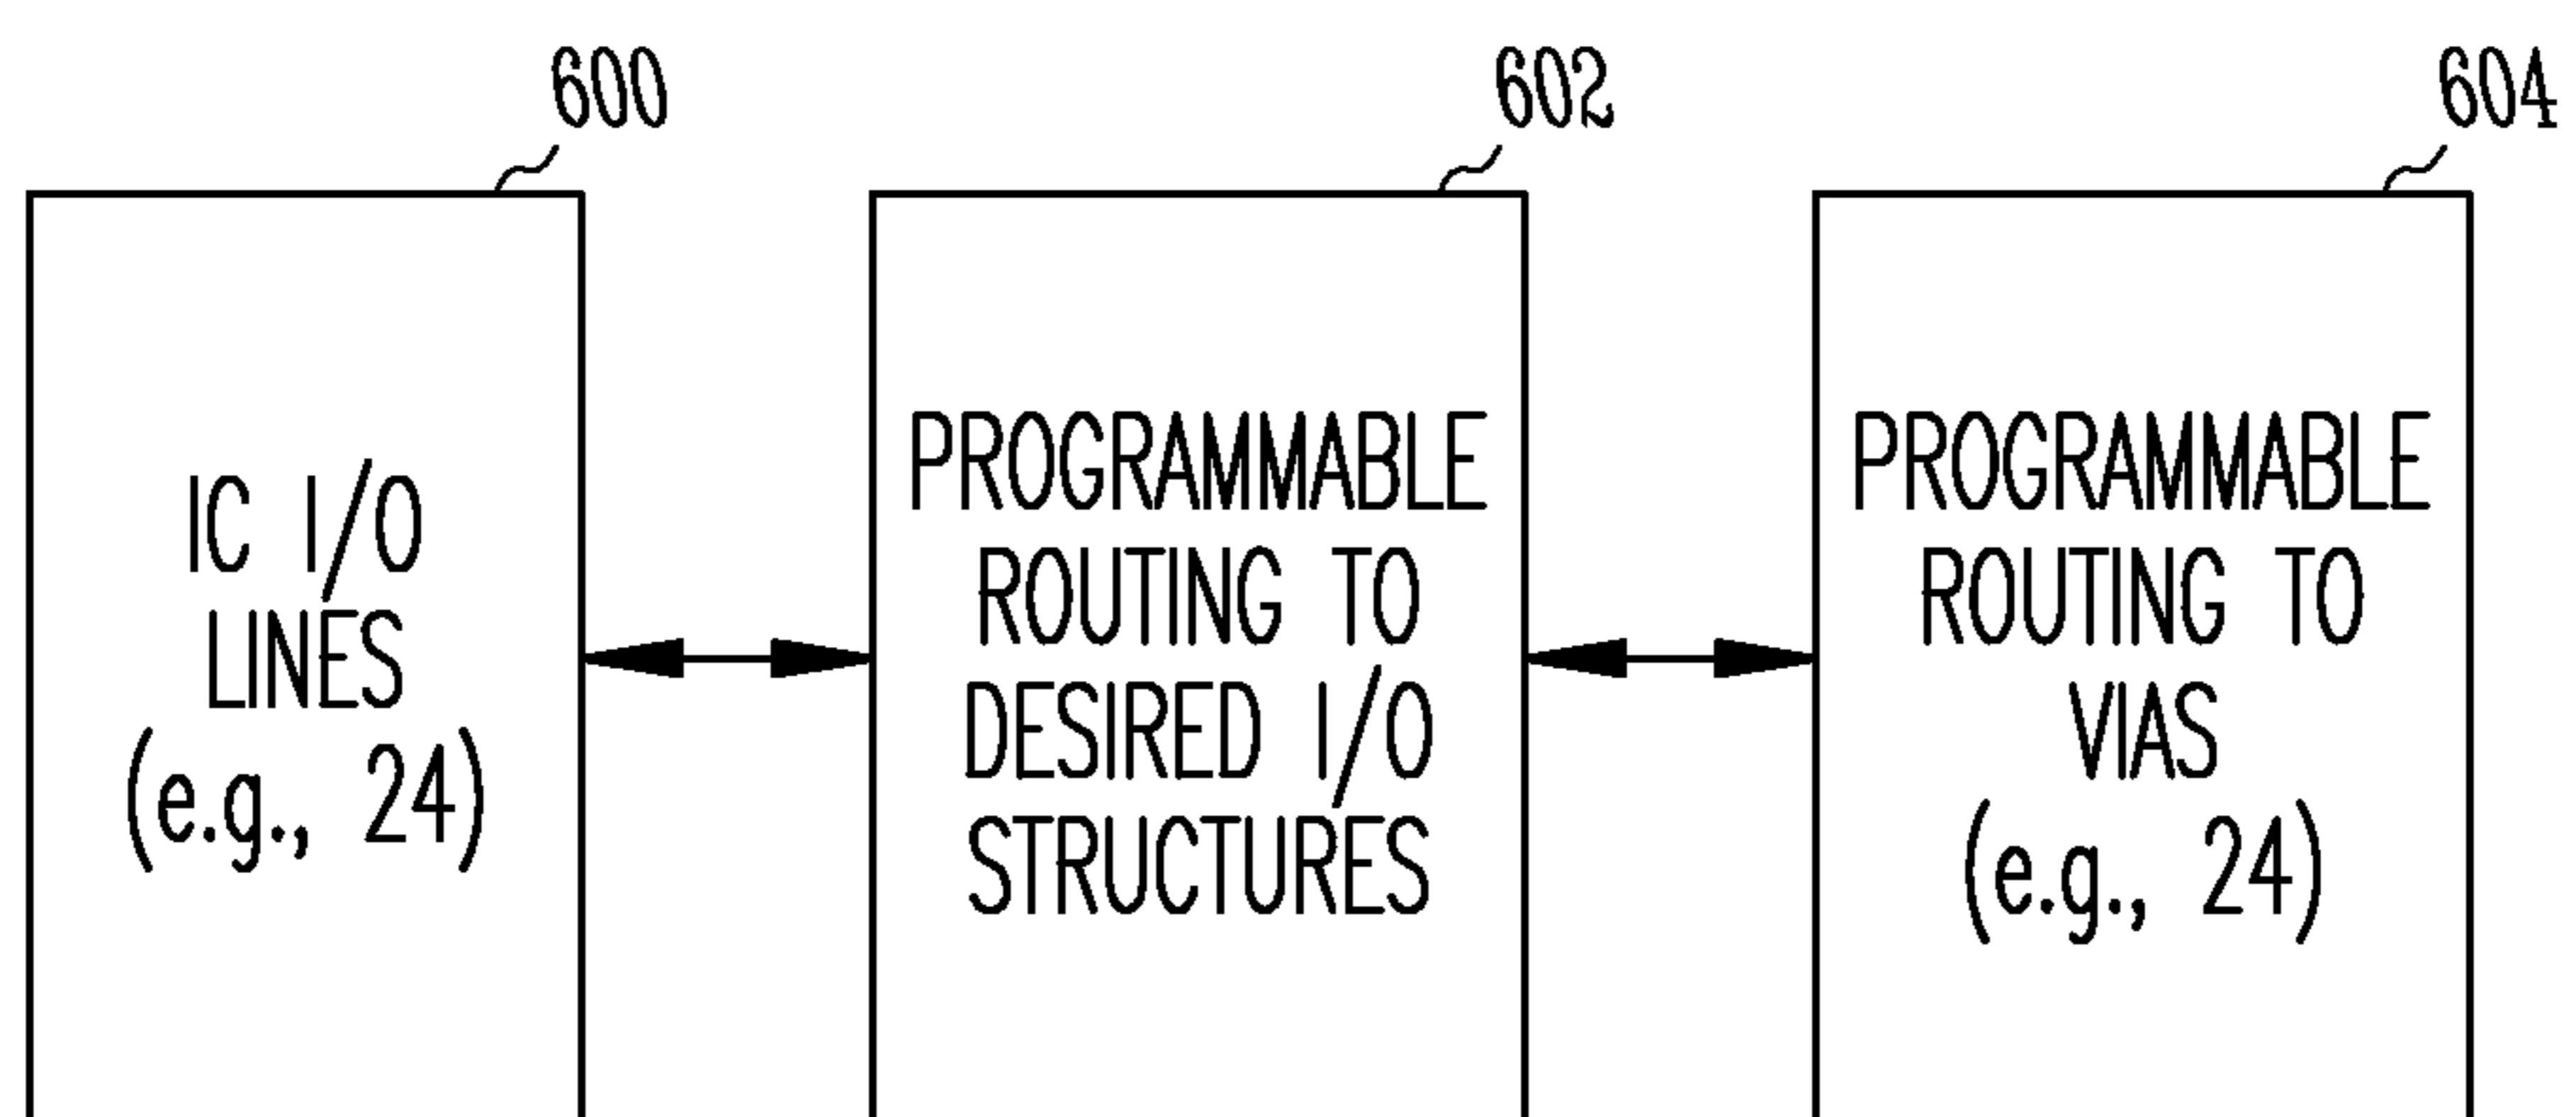 600
IC I/O
LINES
(e.g., 24)
602
PROGRAMMABLE
ROUTING TO
DESIRED I/O
STRUCTURES
604
PROGRAMMABLE
ROUTING TO
VIAS
(e.g., 24)